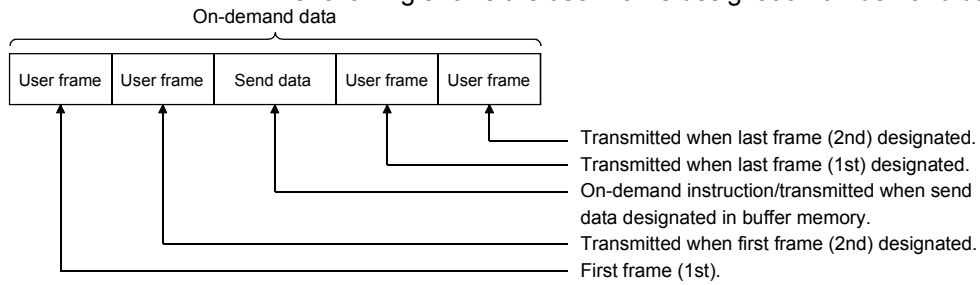 On-demand data
User frame User frame Send data User frame User frame
Transmitted when last frame (2nd) designated.
Transmitted when last frame (1st) designated.
On-demand instruction/transmitted when send
data designated in buffer memory.
Transmitted when first frame (2nd) designated.
First frame (1st).